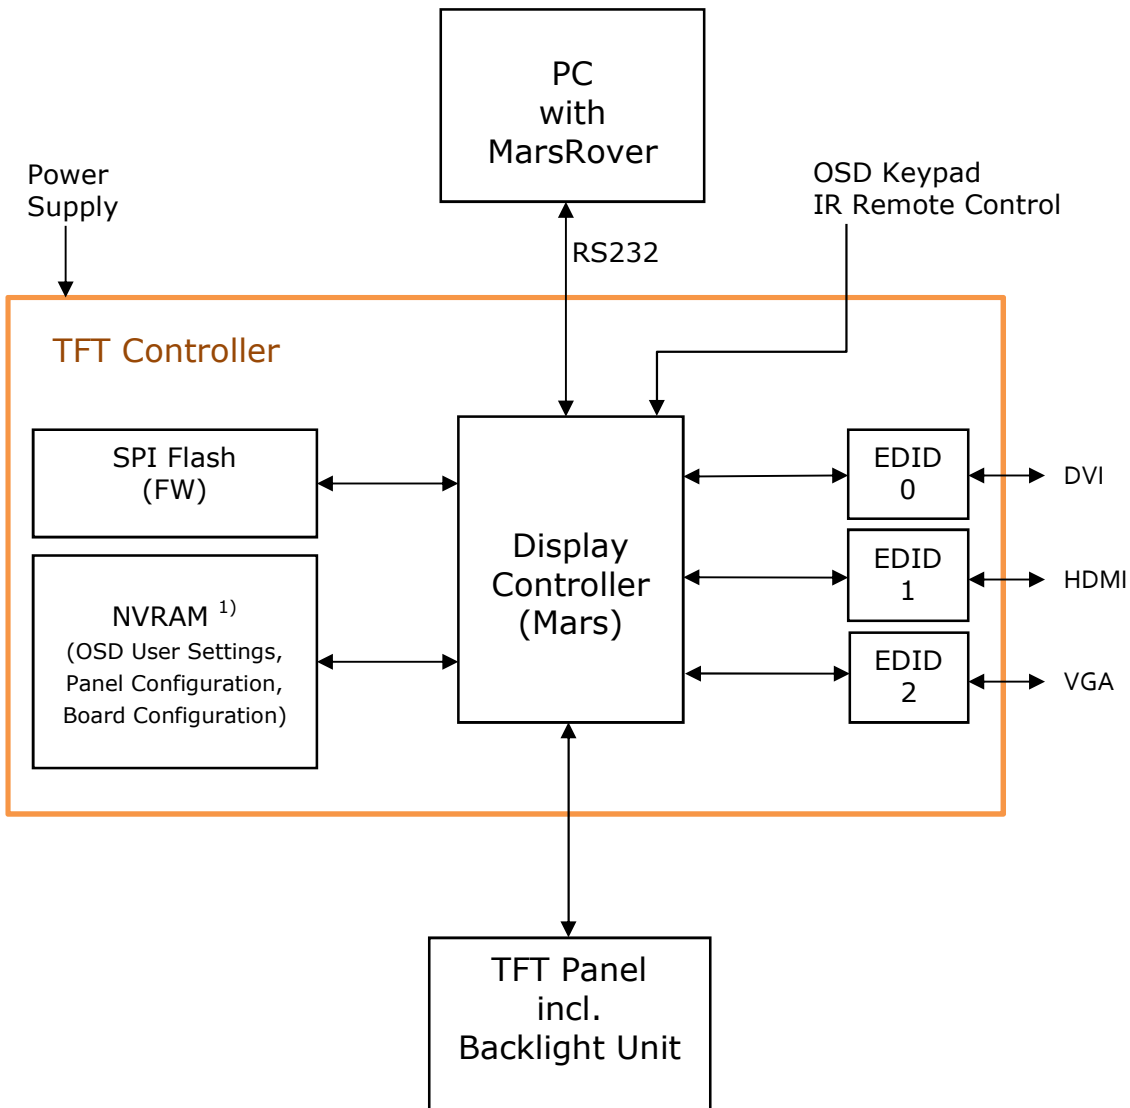 PC
with
MarsRover
Power
Supply
OSD Keypad
IR Remote Control
RS232
TFT Controller
SPI Flash
(FW)
NVRAM 1)
(OSD User Settings,
Panel Configuration,
Board Configuration)
Display
Controller
(Mars)
EDID
0
DVI
EDID
1
HDMI
EDID
2
VGA
TFT Panel
incl.
Backlight Unit